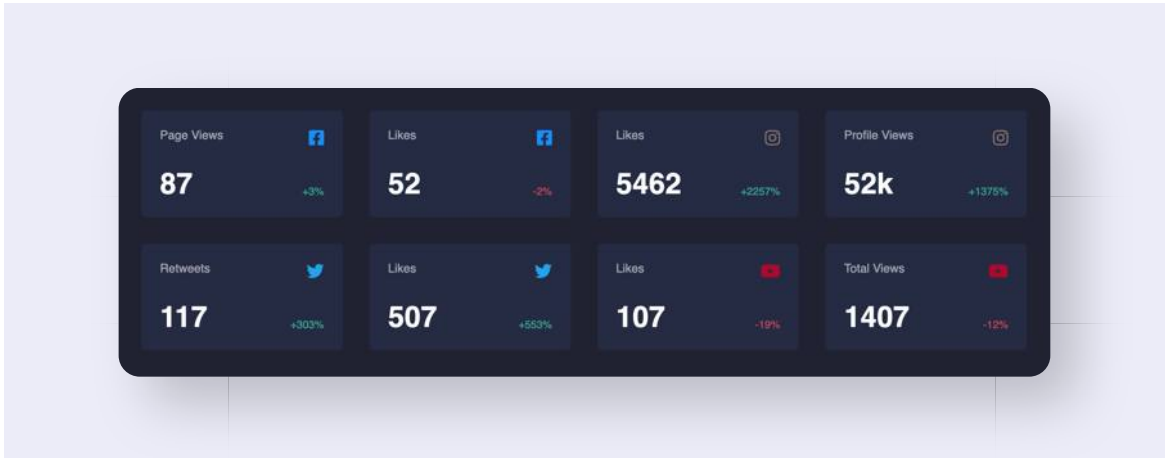 Page Views
87
+3%
Likes
52
-2%
Likes
5462
+2257%
Profile Views
52k
+1375%
Retweets
117
+303%
Likes
507
+553%
Likes
107
-19%
Total Views
1407
-12%